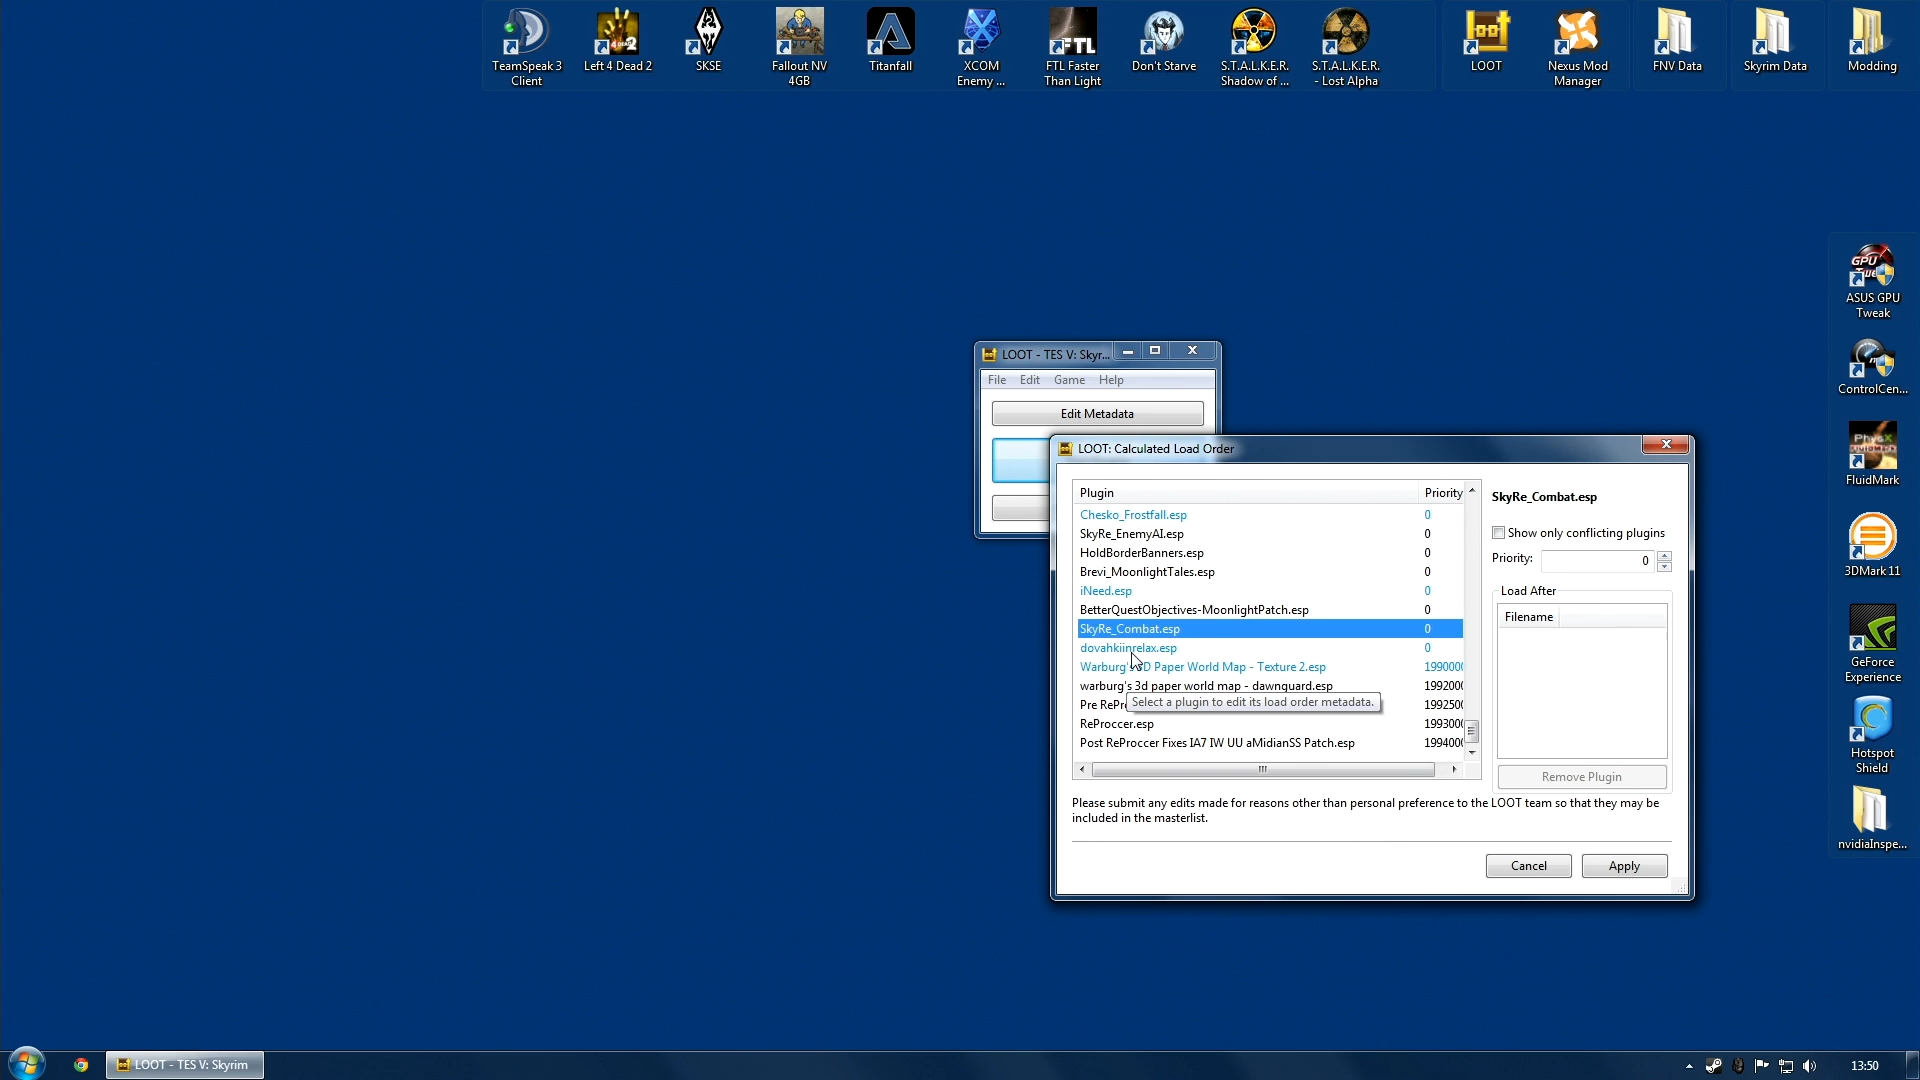 TeamSpeak 3
Client
Left 4 Dead 2
SKSE
Fallout NV
4GB
Titanfall
XCOM
Enemy ...
FTL Faster
Than Light
Don't Starve
S.T.A.L.K.E.R.
Shadow of ...
S.T.A.L.K.E.R.
- Lost Alpha
LOOT
Nexus Mod
Manager
FNV Data
Skyrim Data
Modding
ASUS GPU
Tweak
ControlCen...
FluidMark
3DMark 11
GeForce
Experience
Hotspot
Shield
nvidiaInspe...
LOOT - TES V: Skyr...
File Edit Game Help
Edit Metadata
LOOT: Calculated Load Order
Plugin Priority
Chesko_Frostfall.esp 0
SkyRe_EnemyAI.esp 0
HoldBorderBanners.esp 0
Brevi_MoonlightTales.esp 0
iNeed.esp 0
BetterQuestObjectives-MoonlightPatch.esp 0
SkyRe_Combat.esp 0
dovahkiinrelax.esp 0
Warburg's 3D Paper World Map - Texture 2.esp 199000
warburg's 3d paper world map - dawnguard.esp 199200
Pre RePr 199250
Select a plugin to edit its load order metadata.
ReProccer.esp 199300
Post ReProccer Fixes IA7 IW UU aMidianSS Patch.esp 199400
SkyRe_Combat.esp
Show only conflicting plugins
Priority: 0
Load After
Filename
Remove Plugin
Please submit any edits made for reasons other than personal preference to the LOOT team so that they may be
included in the masterlist.
Cancel Apply
LOOT - TES V: Skyrim
13:50